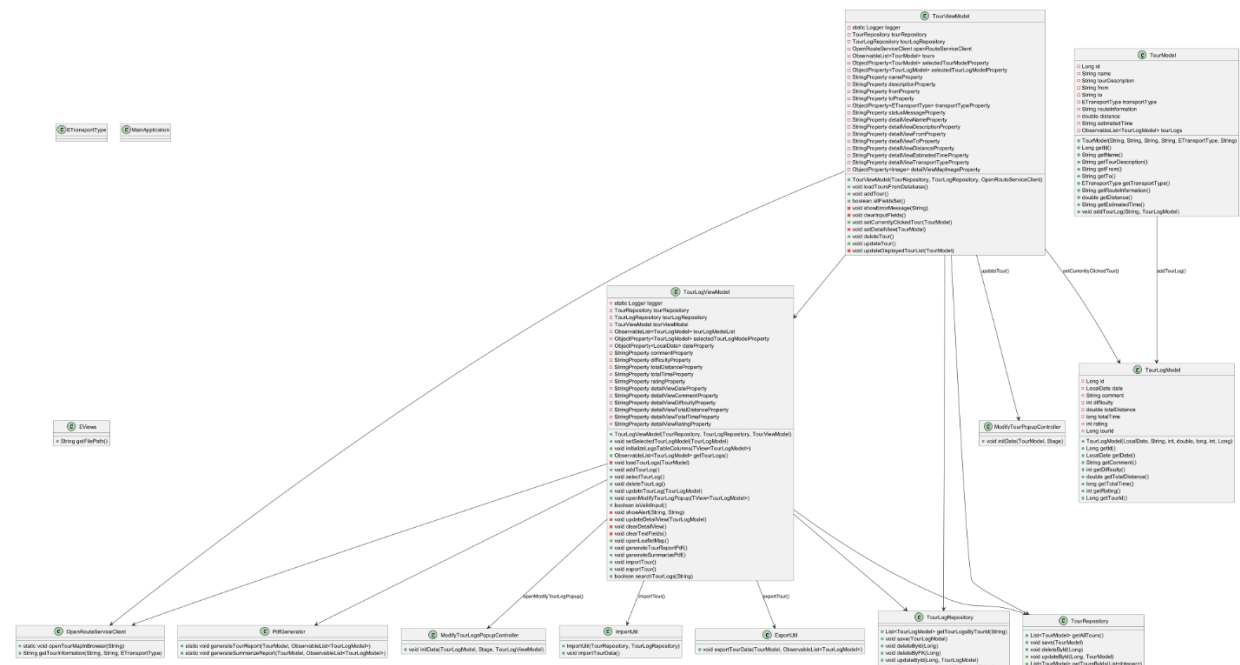 TourViewModel
static Logger logger
TourRepository tourRepository
TourLogRepository tourLogRepository
OpenRouteServiceClient openRouteServiceClient
ObservableList<TourModel> tours
ObjectProperty<TourModel> selectedTourModelProperty
ObjectProperty<TourLogModel> selectedTourLogModelProperty
StringProperty nameProperty
StringProperty descriptionProperty
StringProperty fromProperty
StringProperty toProperty
ObjectProperty<ETransportType> transportTypeProperty
StringProperty statusMessageProperty
StringProperty detailViewNameProperty
StringProperty detailViewDescriptionProperty
StringProperty detailViewFromProperty
StringProperty detailViewToProperty
StringProperty detailViewDistanceProperty
StringProperty detailViewEstimatedTimeProperty
StringProperty detailViewTransportTypeProperty
ObjectProperty<Image> detailViewMapImageProperty
TourViewModel(TourRepository, TourLogRepository, OpenRouteServiceClient)
void loadToursFromDatabase()
void addTour()
boolean allFieldsSet()
void showErrorMessage(String)
void clearInputFields()
void setCurrentlyClickedTour(TourModel)
void setDetailView(TourModel)
void deleteTour()
void updateTour()
void updateDisplayedTourList(TourModel)
TourModel
Long id
String name
String tourDescription
String from
String to
ETransportType transportType
String routeInformation
double distance
String estimatedTime
ObservableList<TourLogModel> tourLogs
TourModel(String, String, String, String, ETransportType, String)
Long getId()
String getName()
String getTourDescription()
String getFrom()
String getTo()
ETransportType getTransportType()
String getRouteInformation()
double getDistance()
String getEstimatedTime()
void addTourLog(String, TourLogModel)
ETransportType
MainApplication
updateTour()
setCurrentlyClickedTour()
addTourLog()
TourLogViewModel
static Logger logger
TourRepository tourRepository
TourLogRepository tourLogRepository
TourViewModel tourViewModel
ObservableList<TourLogModel> tourLogModelList
ObjectProperty<TourLogModel> selectedTourLogModelProperty
ObjectProperty<LocalDate> dateProperty
StringProperty commentProperty
StringProperty difficultyProperty
StringProperty totalDistanceProperty
StringProperty totalTimeProperty
StringProperty ratingProperty
StringProperty detailViewDateProperty
StringProperty detailViewCommentProperty
StringProperty detailViewDifficultyProperty
StringProperty detailViewTotalDistanceProperty
StringProperty detailViewTotalTimeProperty
StringProperty detailViewRatingProperty
TourLogViewModel(TourRepository, TourLogRepository, TourViewModel)
void setSelectedTourLogModel(TourLogModel)
void initializeLogsTableColumns(TView<TourLogModel>)
ObservableList<TourLogModel> getTourLogs()
void loadTourLogs(TourModel)
void addTourLog()
void selectTourLog()
void deleteTourLog()
void updateTourLog(TourLogModel)
void openModifyTourLogPopup(TView<TourLogModel>)
boolean isValidInput()
void showAlert(String, String)
void updateDetailView(TourLogModel)
void clearDetailView()
void clearTextFields()
void openLeafletMap()
void generateTourReportPdf()
void generateSummarizePdf()
void importTour()
void exportTour()
boolean searchTourLogs(String)
TourLogModel
Long id
LocalDate date
String comment
int difficulty
double totalDistance
long totalTime
int rating
Long tourId
TourLogModel(LocalDate, String, int, double, long, int, Long)
Long getId()
LocalDate getDate()
String getComment()
int getDifficulty()
double getTotalDistance()
long getTotalTime()
int getRating()
Long getTourId()
EViews
String getFilePath()
ModifyTourPopupController
void initData(TourModel, Stage)
openModifyTourLogPopup()
importTour()
exportTour()
OpenRouteServiceClient
static void openTourMapInBrowser(String)
String getTourInformation(String, String, ETransportType)
PdfGenerator
static void generateTourReport(TourModel, ObservableList<TourLogModel>)
static void generateSummarizeReport(TourModel, ObservableList<TourLogModel>)
ModifyTourLogsPopupController
void initData(TourLogModel, Stage, TourLogViewModel)
ImportUtil
ImportUtil(TourRepository, TourLogRepository)
void importTourData()
ExportUtil
void exportTourData(TourModel, ObservableList<TourLogModel>)
TourLogRepository
List<TourLogModel> getTourLogsByTourId(String)
void save(TourLogModel)
void deleteById(Long)
void deleteByFK(Long)
void updateById(Long, TourLogModel)
TourRepository
List<TourModel> getAllTours()
void save(TourModel)
void deleteById(Long)
void updateById(Long, TourModel)